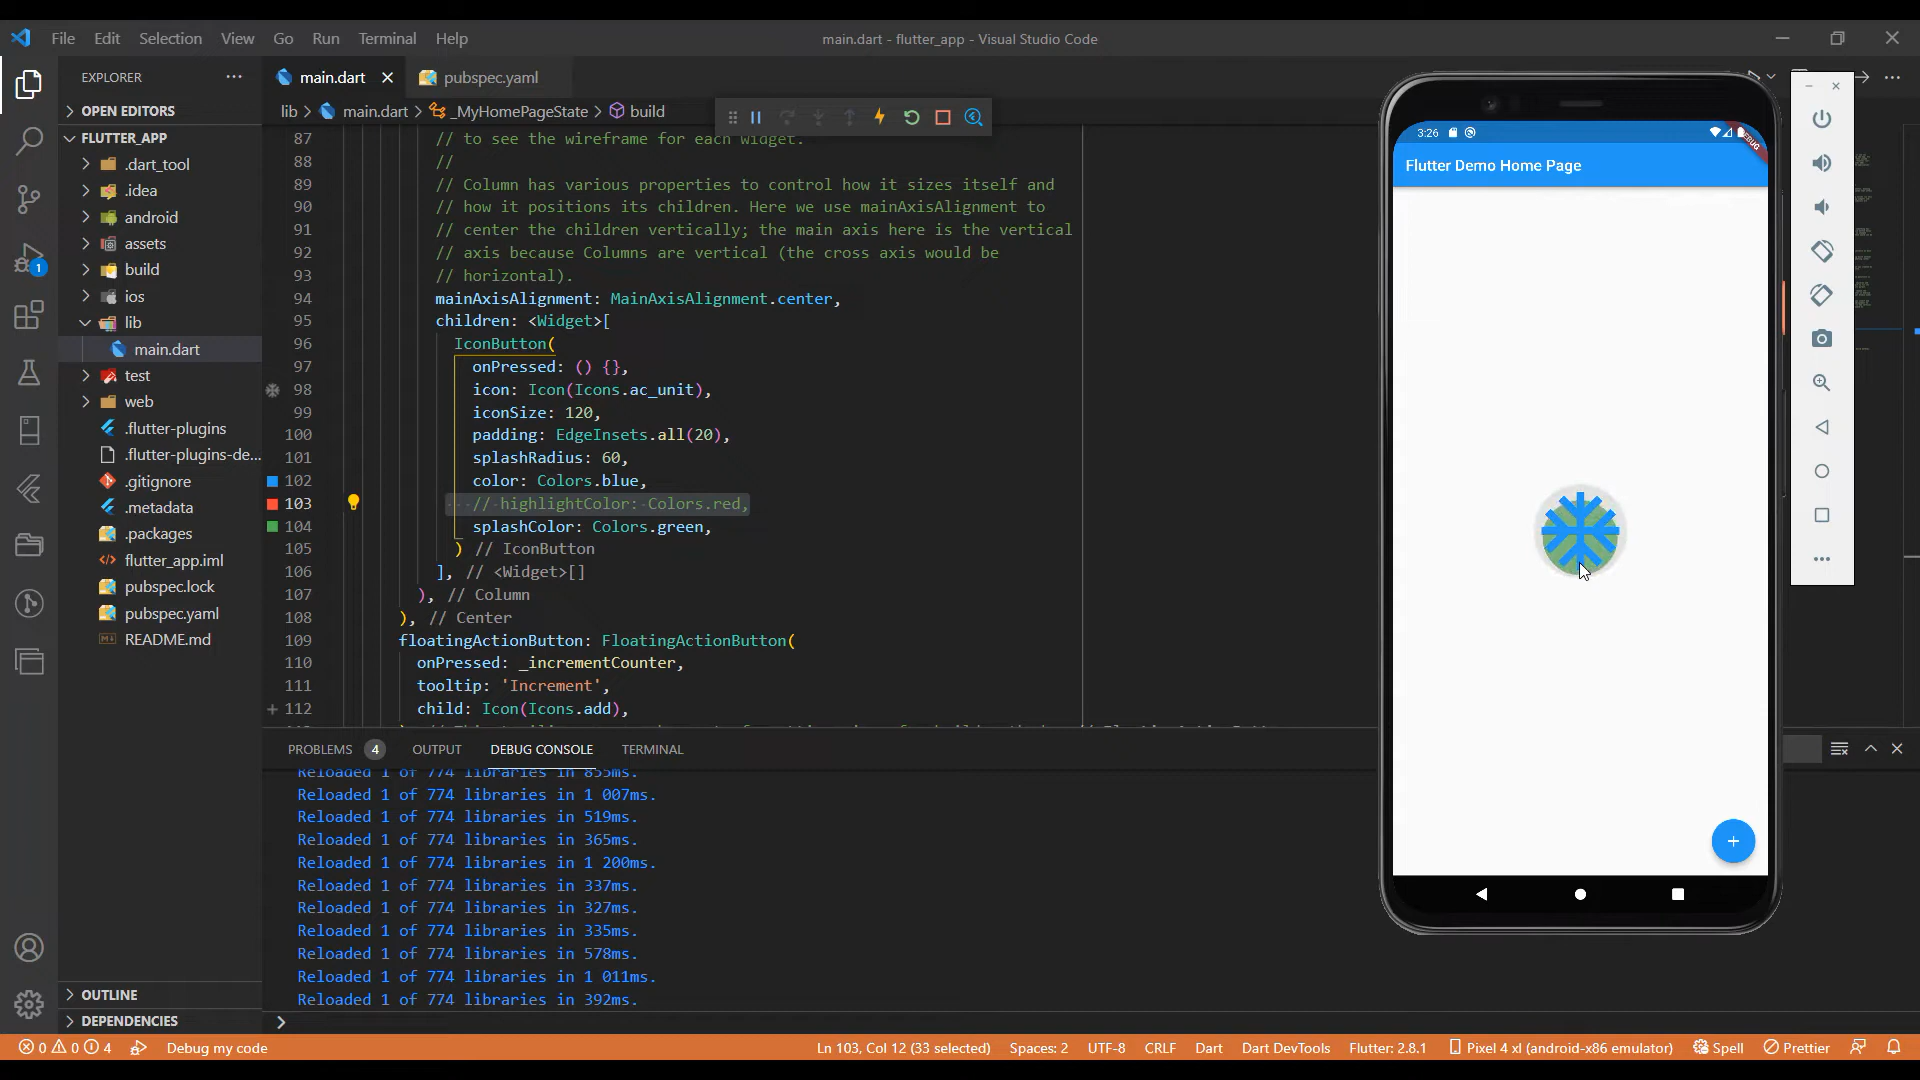 File Edit Selection View Go Run Terminal Help
main.dart - flutter_app - Visual Studio Code
EXPLORER
OPEN EDITORS
FLUTTER_APP
.dart_tool
.idea
android
assets
build
ios
lib
main.dart
test
web
.flutter-plugins
.flutter-plugins-de...
.gitignore
.metadata
.packages
flutter_app.iml
pubspec.lock
pubspec.yaml
README.md
OUTLINE
DEPENDENCIES
1
main.dart pubspec.yaml
lib > main.dart > _MyHomePageState > build
87 // to see the wireframe for each widget.
88 //
89 // Column has various properties to control how it sizes itself and
90 // how it positions its children. Here we use mainAxisAlignment to
91 // center the children vertically; the main axis here is the vertical
92 // axis because Columns are vertical (the cross axis would be
93 // horizontal).
94 mainAxisAlignment: MainAxisAlignment.center,
95 children: <Widget>[
96 IconButton(
97 onPressed: () {},
98 icon: Icon(Icons.ac_unit),
99 iconSize: 120,
100 padding: EdgeInsets.all(20),
101 splashRadius: 60,
102 color: Colors.blue,
103 // highlightColor: Colors.red,
104 splashColor: Colors.green,
105 ) // IconButton
106 ], // <Widget>[]
107 ), // Column
108 ), // Center
109 floatingActionButton: FloatingActionButton(
110 onPressed: _incrementCounter,
111 tooltip: 'Increment',
112 child: Icon(Icons.add),
PROBLEMS 4 OUTPUT DEBUG CONSOLE TERMINAL
Reloaded 1 of 774 libraries in 855ms.
Reloaded 1 of 774 libraries in 1 007ms.
Reloaded 1 of 774 libraries in 519ms.
Reloaded 1 of 774 libraries in 365ms.
Reloaded 1 of 774 libraries in 1 200ms.
Reloaded 1 of 774 libraries in 337ms.
Reloaded 1 of 774 libraries in 327ms.
Reloaded 1 of 774 libraries in 335ms.
Reloaded 1 of 774 libraries in 578ms.
Reloaded 1 of 774 libraries in 1 011ms.
Reloaded 1 of 774 libraries in 392ms.
3:26
DEBUG
Flutter Demo Home Page
0 0 4 Debug my code Ln 103, Col 12 (33 selected) Spaces: 2 UTF-8 CRLF Dart Dart DevTools Flutter: 2.8.1 Pixel 4 xl (android-x86 emulator) Spell Prettier